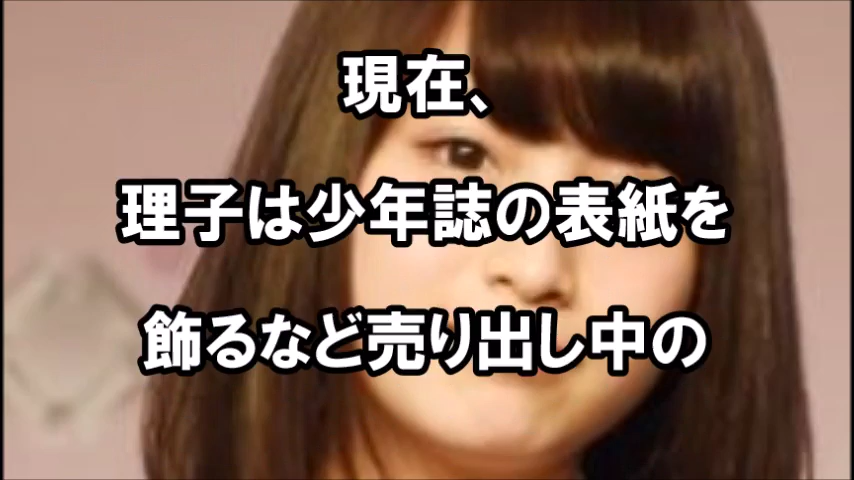 現在、
理子は少年誌の表紙を
飾るなど売り出し中の